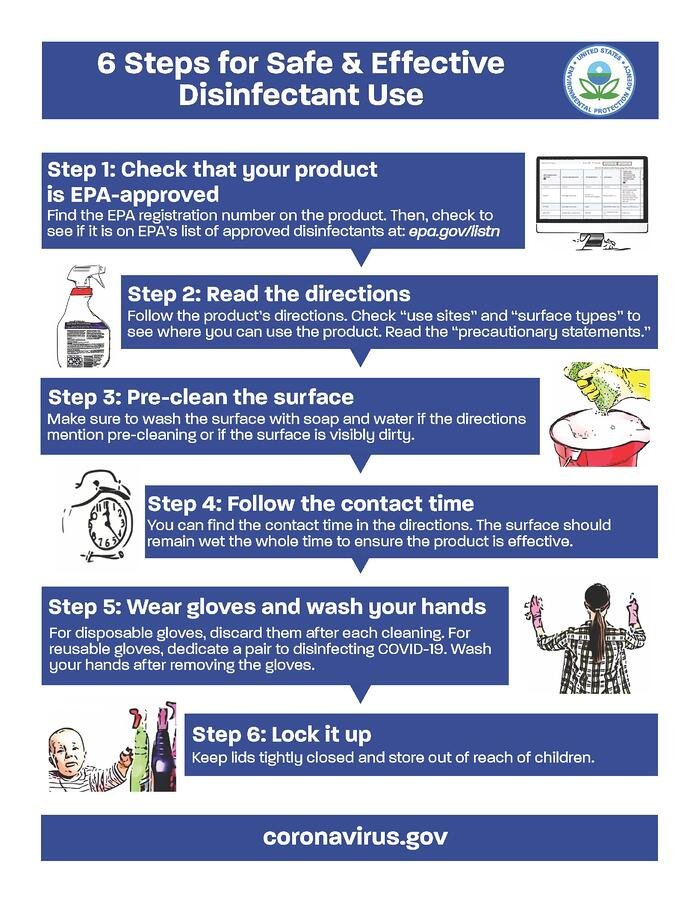 6 Steps for Safe & Effective
Disinfectant Use
UNITED STATES
ENVIRONMENTAL PROTECTION AGENCY
Step 1: Check that your product
is EPA-approved
Find the EPA registration number on the product. Then, check to
see if it is on EPA's list of approved disinfectants at: epa.gov/listn
Step 2: Read the directions
Follow the product's directions. Check “use sites” and “surface types” to
see where you can use the product. Read the “precautionary statements.”
Step 3: Pre-clean the surface
Make sure to wash the surface with soap and water if the directions
mention pre-cleaning or if the surface is visibly dirty.
Step 4: Follow the contact time
You can find the contact time in the directions. The surface should
remain wet the whole time to ensure the product is effective.
Step 5: Wear gloves and wash your hands
For disposable gloves, discard them after each cleaning. For
reusable gloves, dedicate a pair to disinfecting COVID-19. Wash
your hands after removing the gloves.
Step 6: Lock it up
Keep lids tightly closed and store out of reach of children.
coronavirus.gov